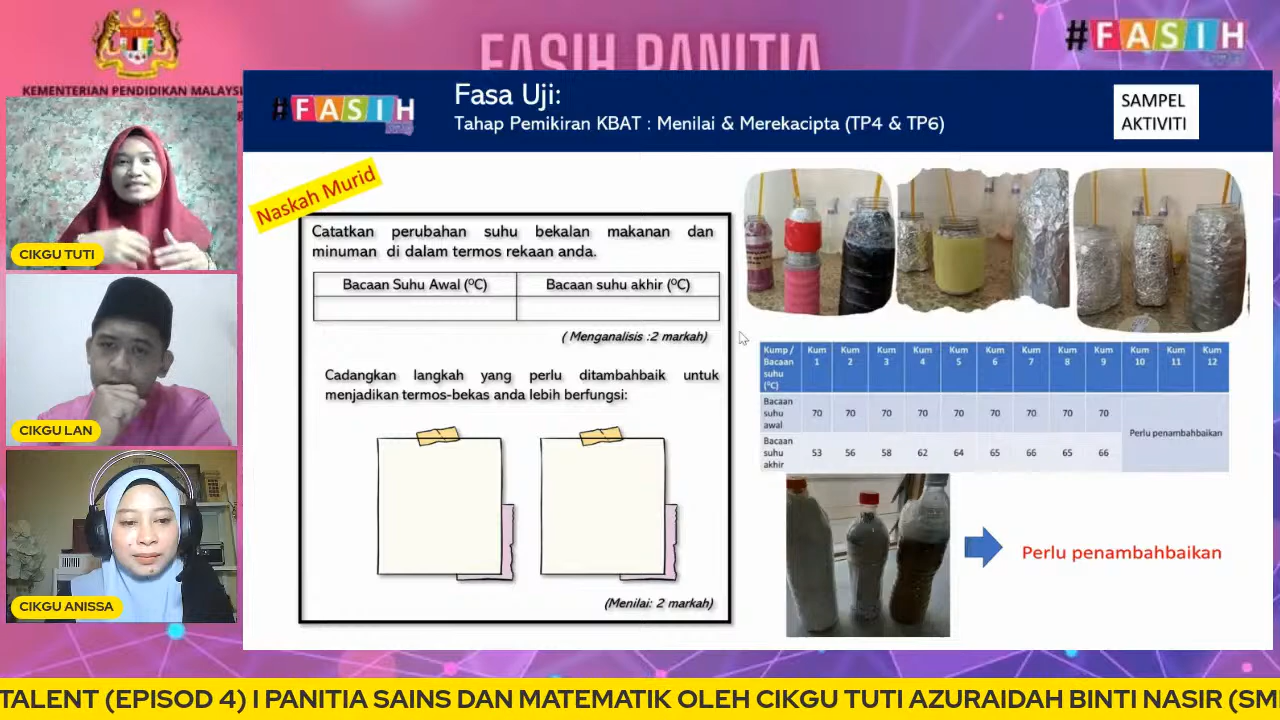 FASIH PANITIA
#FASIH
KEMENTERIAN PENDIDIKAN MALAYSIA
#FASIH
Fasa Uji:
Tahap Pemikiran KBAT : Menilai & Merekacipta (TP4 & TP6)
SAMPEL
AKTIVITI
CIKGU TUTI
CIKGU LAN
CIKGU ANISSA
Naskah Murid
Catatkan perubahan suhu bekalan makanan dan
minuman di dalam termos rekaan anda.
Bacaan Suhu Awal (⁰C) Bacaan suhu akhir (⁰C)
( Menganalisis :2 markah)
Cadangkan langkah yang perlu ditambahbaik untuk
menjadikan termos-bekas anda lebih berfungsi:
(Menilai: 2 markah)
Kump / Bacaan suhu (⁰C) Kum 1 Kum 2 Kum 3 Kum 4 Kum 5 Kum 6 Kum 7 Kum 8 Kum 9 Kum 10 Kum 11 Kum 12
Bacaan suhu awal 70 70 70 70 70 70 70 70 70 Perlu penambahbaikan
Bacaan suhu akhir 53 56 58 62 64 65 66 65 66
Perlu penambahbaikan
TALENT (EPISOD 4) I PANITIA SAINS DAN MATEMATIK OLEH CIKGU TUTI AZURAIDAH BINTI NASIR (SM